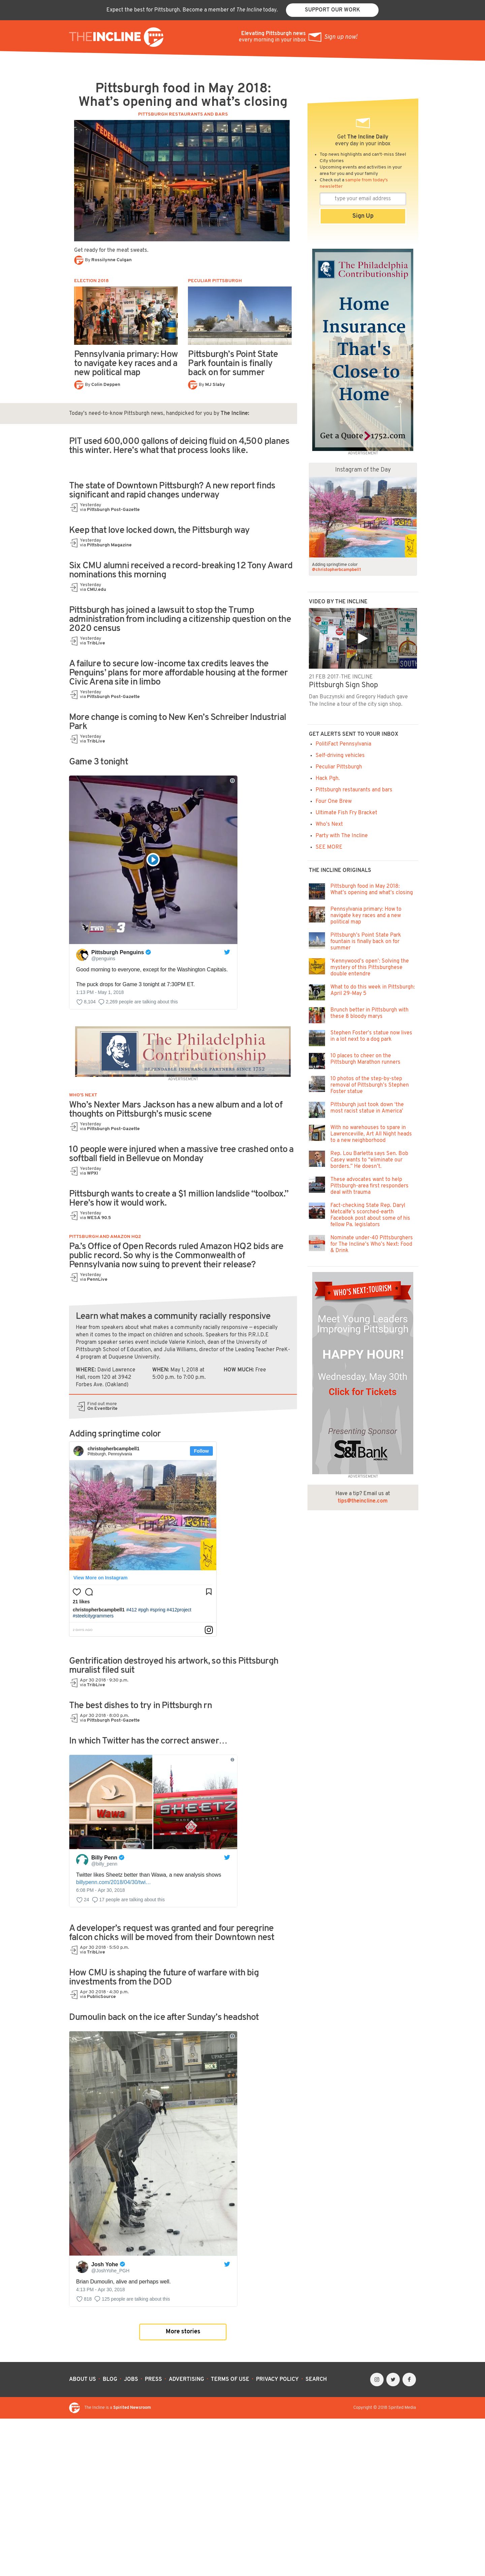 Expect the best for Pittsburgh. Become a member of The Incline today.
SUPPORT OUR WORK
THE INCLINE
Elevating Pittsburgh news
every morning in your inbox
Sign up now!
Pittsburgh food in May 2018:
What's opening and what's closing
PITTSBURGH RESTAURANTS AND BARS
FEDERAL GALLEY
Get ready for the meat sweats.
By Rossilynne Culgan
ELECTION 2018
Pennsylvania primary: How
to navigate key races and a
new political map
By Colin Deppen
PECULIAR PITTSBURGH
Pittsburgh's Point State
Park fountain is finally
back on for summer
By MJ Slaby
Today's need-to-know Pittsburgh news, handpicked for you by The Incline:
PIT used 600,000 gallons of deicing fluid on 4,500 planes
this winter. Here's what that process looks like.
The state of Downtown Pittsburgh? A new report finds
significant and rapid changes underway
Yesterday
via Pittsburgh Post-Gazette
Keep that love locked down, the Pittsburgh way
Yesterday
via Pittsburgh Magazine
Six CMU alumni received a record-breaking 12 Tony Award
nominations this morning
Yesterday
via CMU.edu
Pittsburgh has joined a lawsuit to stop the Trump
administration from including a citizenship question on the
2020 census
Yesterday
via TribLive
A failure to secure low-income tax credits leaves the
Penguins' plans for more affordable housing at the former
Civic Arena site in limbo
Yesterday
via Pittsburgh Post-Gazette
More change is coming to New Ken's Schreiber Industrial
Park
Yesterday
via TribLive
Game 3 tonight
Pittsburgh Penguins
@penguins
Good morning to everyone, except for the Washington Capitals.
The puck drops for Game 3 tonight at 7:30PM ET.
1:13 PM - May 1, 2018
8,104
2,289 people are talking about this
The Philadelphia Contributionship
DEPENDABLE INSURANCE PARTNERS SINCE 1752
ADVERTISEMENT
WHO'S NEXT
Who's Nexter Mars Jackson has a new album and a lot of
thoughts on Pittsburgh's music scene
Yesterday
via Pittsburgh Post-Gazette
10 people were injured when a massive tree crashed onto a
softball field in Bellevue on Monday
Yesterday
via WPXI
Pittsburgh wants to create a $1 million landslide "toolbox."
Here's how it would work.
Yesterday
via WESA 90.5
PITTSBURGH AND AMAZON HQ2
Pa.'s Office of Open Records ruled Amazon HQ2 bids are
public record. So why is the Commonwealth of
Pennsylvania now suing to prevent their release?
Yesterday
via PennLive
Learn what makes a community racially responsive
Hear from speakers about what makes a community racially responsive — especially
when it comes to the impact on children and schools. Speakers for this P.R.I.D.E
Program speaker series event include Valerie Kinloch, dean of the University of
Pittsburgh School of Education, and Julia Williams, director of the Leading Teacher PreK-
4 program at Duquesne University.
WHERE: David Lawrence
Hall, room 120 at 3942
Forbes Ave. (Oakland)
WHEN: May 1, 2018 at
5:00 p.m. to 7:00 p.m.
HOW MUCH: Free
Find out more
On Eventbrite
Adding springtime color
christopherbcampbell1
Pittsburgh, Pennsylvania
Follow
View More on Instagram
21 likes
christopherbcampbell1 #412 #pgh #spring #412project
#steelcitygrammers
Gentrification destroyed his artwork, so this Pittsburgh
muralist filed suit
Apr 30 2018 · 9:30 p.m.
via TribLive
The best dishes to try in Pittsburgh rn
Apr 30 2018 · 8:00 p.m.
via Pittsburgh Post-Gazette
In which Twitter has the correct answer…
Wawa
SHEETZ
Billy Penn
@billy_penn
Twitter likes Sheetz better than Wawa, a new analysis shows
billypenn.com/2018/04/30/twi…
6:08 PM - Apr 30, 2018
24
17 people are talking about this
A developer's request was granted and four peregrine
falcon chicks will be moved from their Downtown nest
Apr 30 2018 · 5:50 p.m.
via TribLive
How CMU is shaping the future of warfare with big
investments from the DOD
Apr 30 2018 · 4:30 p.m.
via PublicSource
Dumoulin back on the ice after Sunday's headshot
Josh Yohe
@JoshYohe_PGH
Brian Dumoulin, alive and perhaps well.
4:13 PM - Apr 30, 2018
918
128 people are talking about this
More stories
Get The Incline Daily
every day in your inbox
Top news highlights and can't-miss Steel
City stories
Upcoming events and activities in your
area for you and your family
Check out a sample from today's
newsletter
type your email address
Sign Up
The Philadelphia
Contributionship
Home
Insurance
That's
Close to
Home
Get a Quote 1752.com
ADVERTISEMENT
Instagram of the Day
Adding springtime color
@christopherbcampbell1
VIDEO BY THE INCLINE
SOUTH
21 FEB 2017·THE INCLINE
Pittsburgh Sign Shop
Dan Buczynski and Gregory Haduch gave
The Incline a tour of the city sign shop.
GET ALERTS SENT TO YOUR INBOX
PolitiFact Pennsylvania
Self-driving vehicles
Peculiar Pittsburgh
Hack Pgh.
Pittsburgh restaurants and bars
Four One Brew
Ultimate Fish Fry Bracket
Who's Next
Party with The Incline
SEE MORE
THE INCLINE ORIGINALS
Pittsburgh food in May 2018:
What's opening and what's closing
Pennsylvania primary: How to
navigate key races and a new
political map
Pittsburgh's Point State Park
fountain is finally back on for
summer
'Kennywood's open': Solving the
mystery of this Pittsburghese
double entendre
What to do this week in Pittsburgh:
April 29-May 5
Brunch better in Pittsburgh with
these 8 bloody marys
Stephen Foster's statue now lives
in a lot next to a dog park
10 places to cheer on the
Pittsburgh Marathon runners
10 photos of the step-by-step
removal of Pittsburgh's Stephen
Foster statue
Pittsburgh just took down 'the
most racist statue in America'
With no warehouses to spare in
Lawrenceville, Art All Night heads
to a new neighborhood
Rep. Lou Barletta says Sen. Bob
Casey wants to "eliminate our
borders." He doesn't.
These advocates want to help
Pittsburgh-area first responders
deal with trauma
Fact-checking State Rep. Daryl
Metcalfe's scorched-earth
Facebook post about some of his
fellow Pa. legislators
Nominate under-40 Pittsburghers
for The Incline's Who's Next: Food
& Drink
WHO'S NEXT: TOURISM
Meet Young Leaders
Improving Pittsburgh
HAPPY HOUR!
Wednesday, May 30th
Click for Tickets
Presenting Sponsor
S&T Bank
ADVERTISEMENT
Have a tip? Email us at
tips@theincline.com
ABOUT US · BLOG · JOBS · PRESS · ADVERTISING · TERMS OF USE · PRIVACY POLICY · SEARCH
The Incline is a Spirited Newsroom
Copyright © 2018 Spirited Media